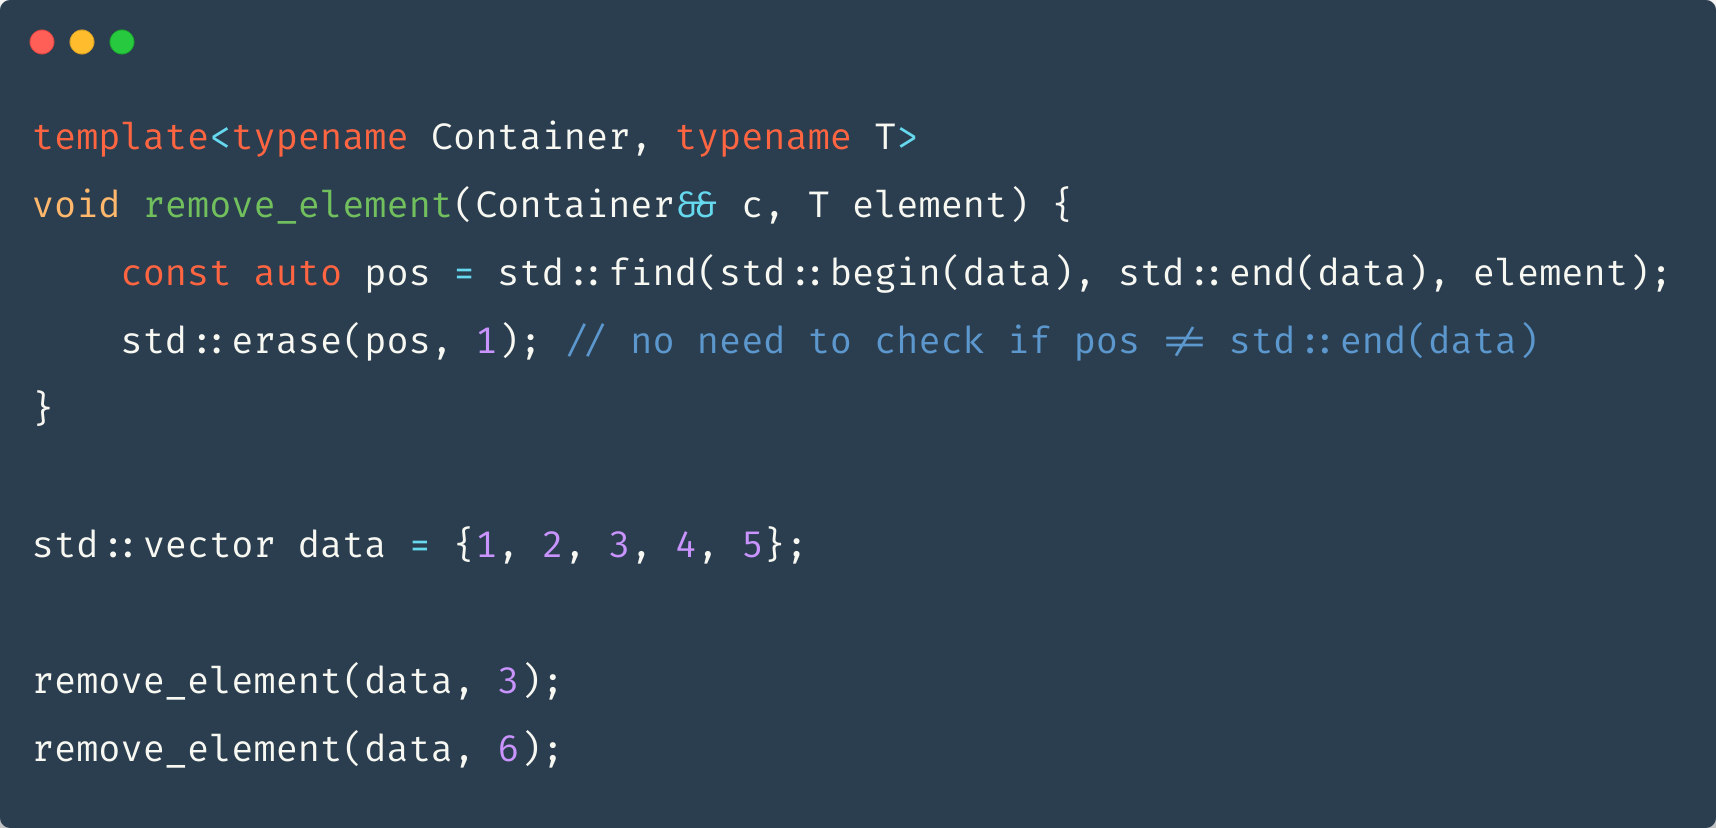 template<typename Container, typename T>
void remove_element(Container&& c, T element) {
    const auto pos = std::find(std::begin(data), std::end(data), element);
    std::erase(pos, 1); // no need to check if pos != std::end(data)
}
std::vector data = {1, 2, 3, 4, 5};
remove_element(data, 3);
remove_element(data, 6);